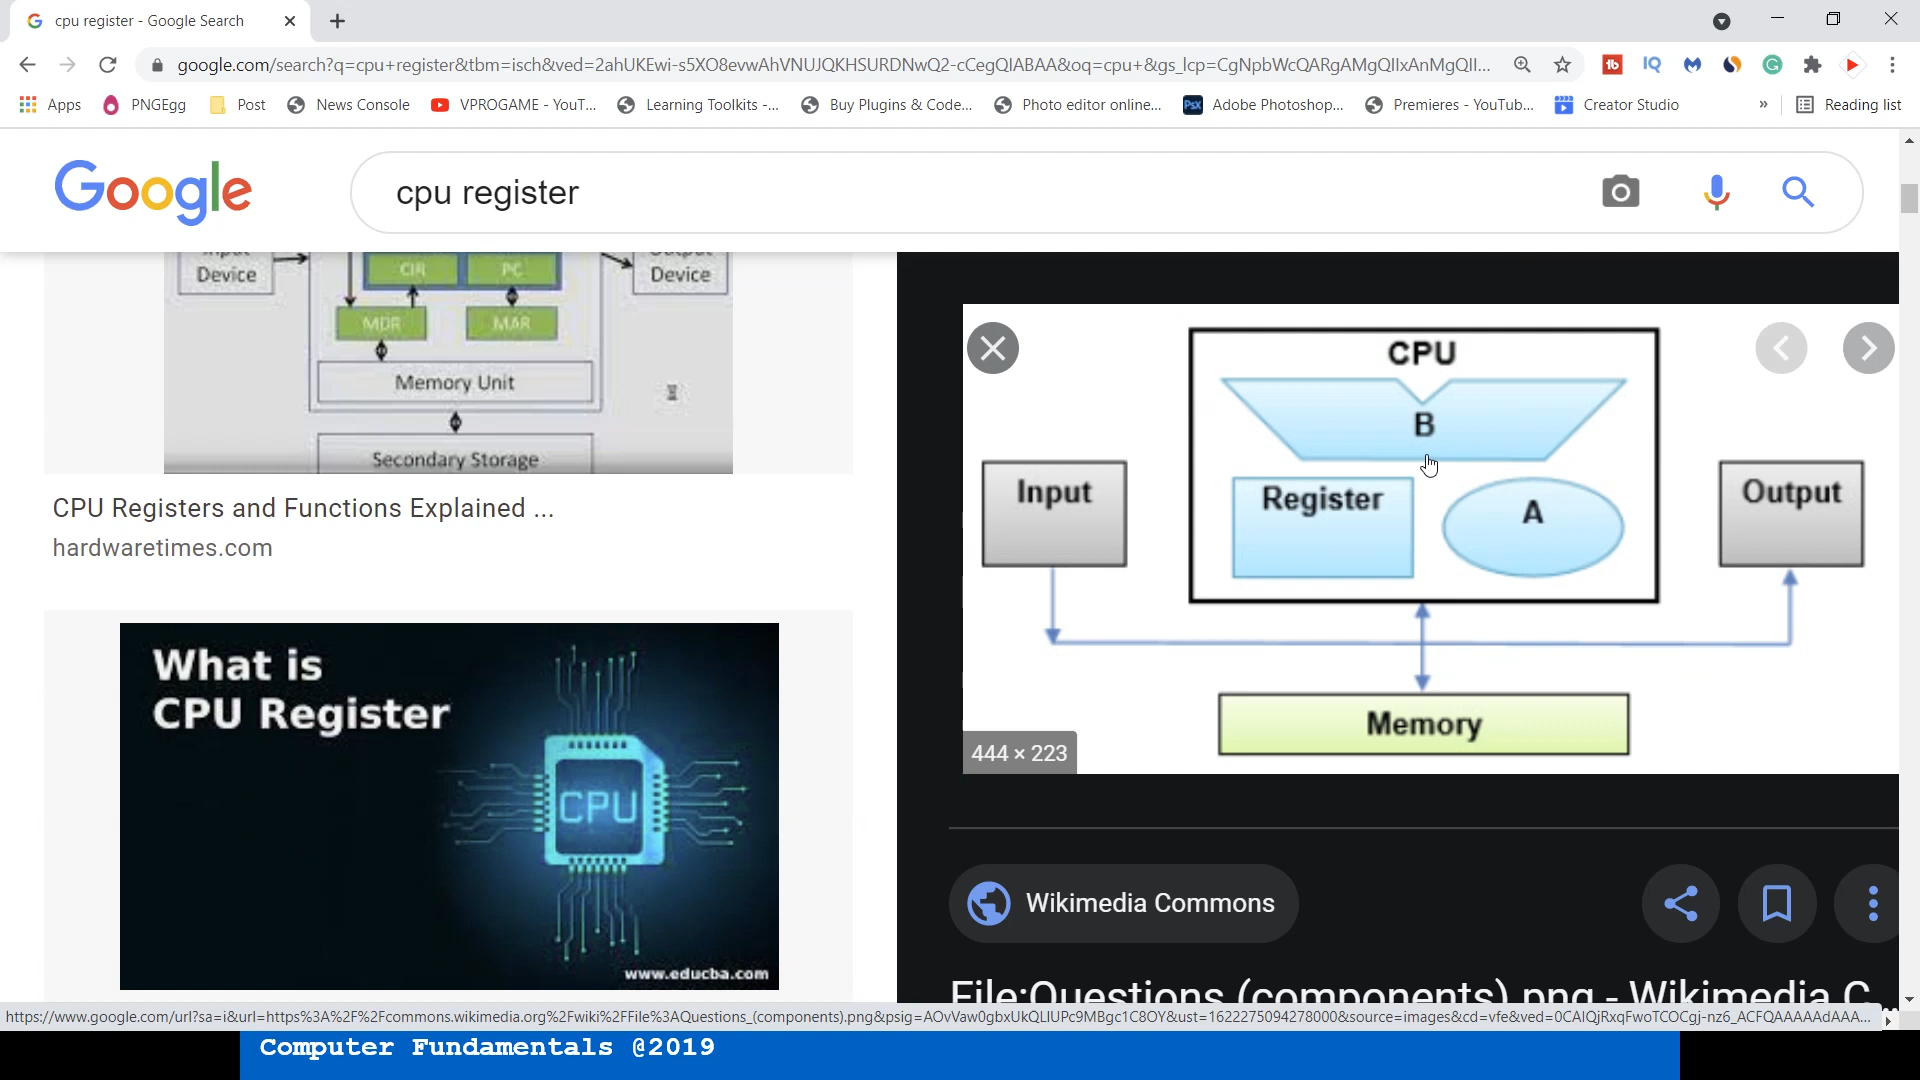 cpu register - Google Search
google.com/search?q=cpu+register&tbm=isch&ved=2ahUKEwi-s5XO8evwAhVNUJQKHSURDNwQ2-cCegQIABAA&oq=cpu+&gs_lcp=CgNpbWcQARgAMgQIIxAnMgQII...
Apps PNGEgg Post News Console VPROGAME - YouT... Learning Toolkits -... Buy Plugins & Code... Photo editor online... Psx Adobe Photoshop... Premieres - YouTub... Creator Studio » Reading list
Google
cpu register
Device
CIR PC
Device
MDR MAR
Memory Unit
Secondary Storage
CPU Registers and Functions Explained ...
hardwaretimes.com
What is
CPU Register
CPU
www.educba.com
CPU
B
Input
Register
A
Output
Memory
444 × 223
Wikimedia Commons
File:Questions (components).png - Wikimedia C...
https://www.google.com/url?sa=i&url=https%3A%2F%2Fcommons.wikimedia.org%2Fwiki%2FFile%3AQuestions_(components).png&psig=AOvVaw0gbxUkQLIUPc9MBgc1C8OY&ust=1622275094278000&source=images&cd=vfe&ved=0CAIQjRxqFwoTCOCgj-nz6_ACFQAAAAAdAAA...
Computer Fundamentals @2019